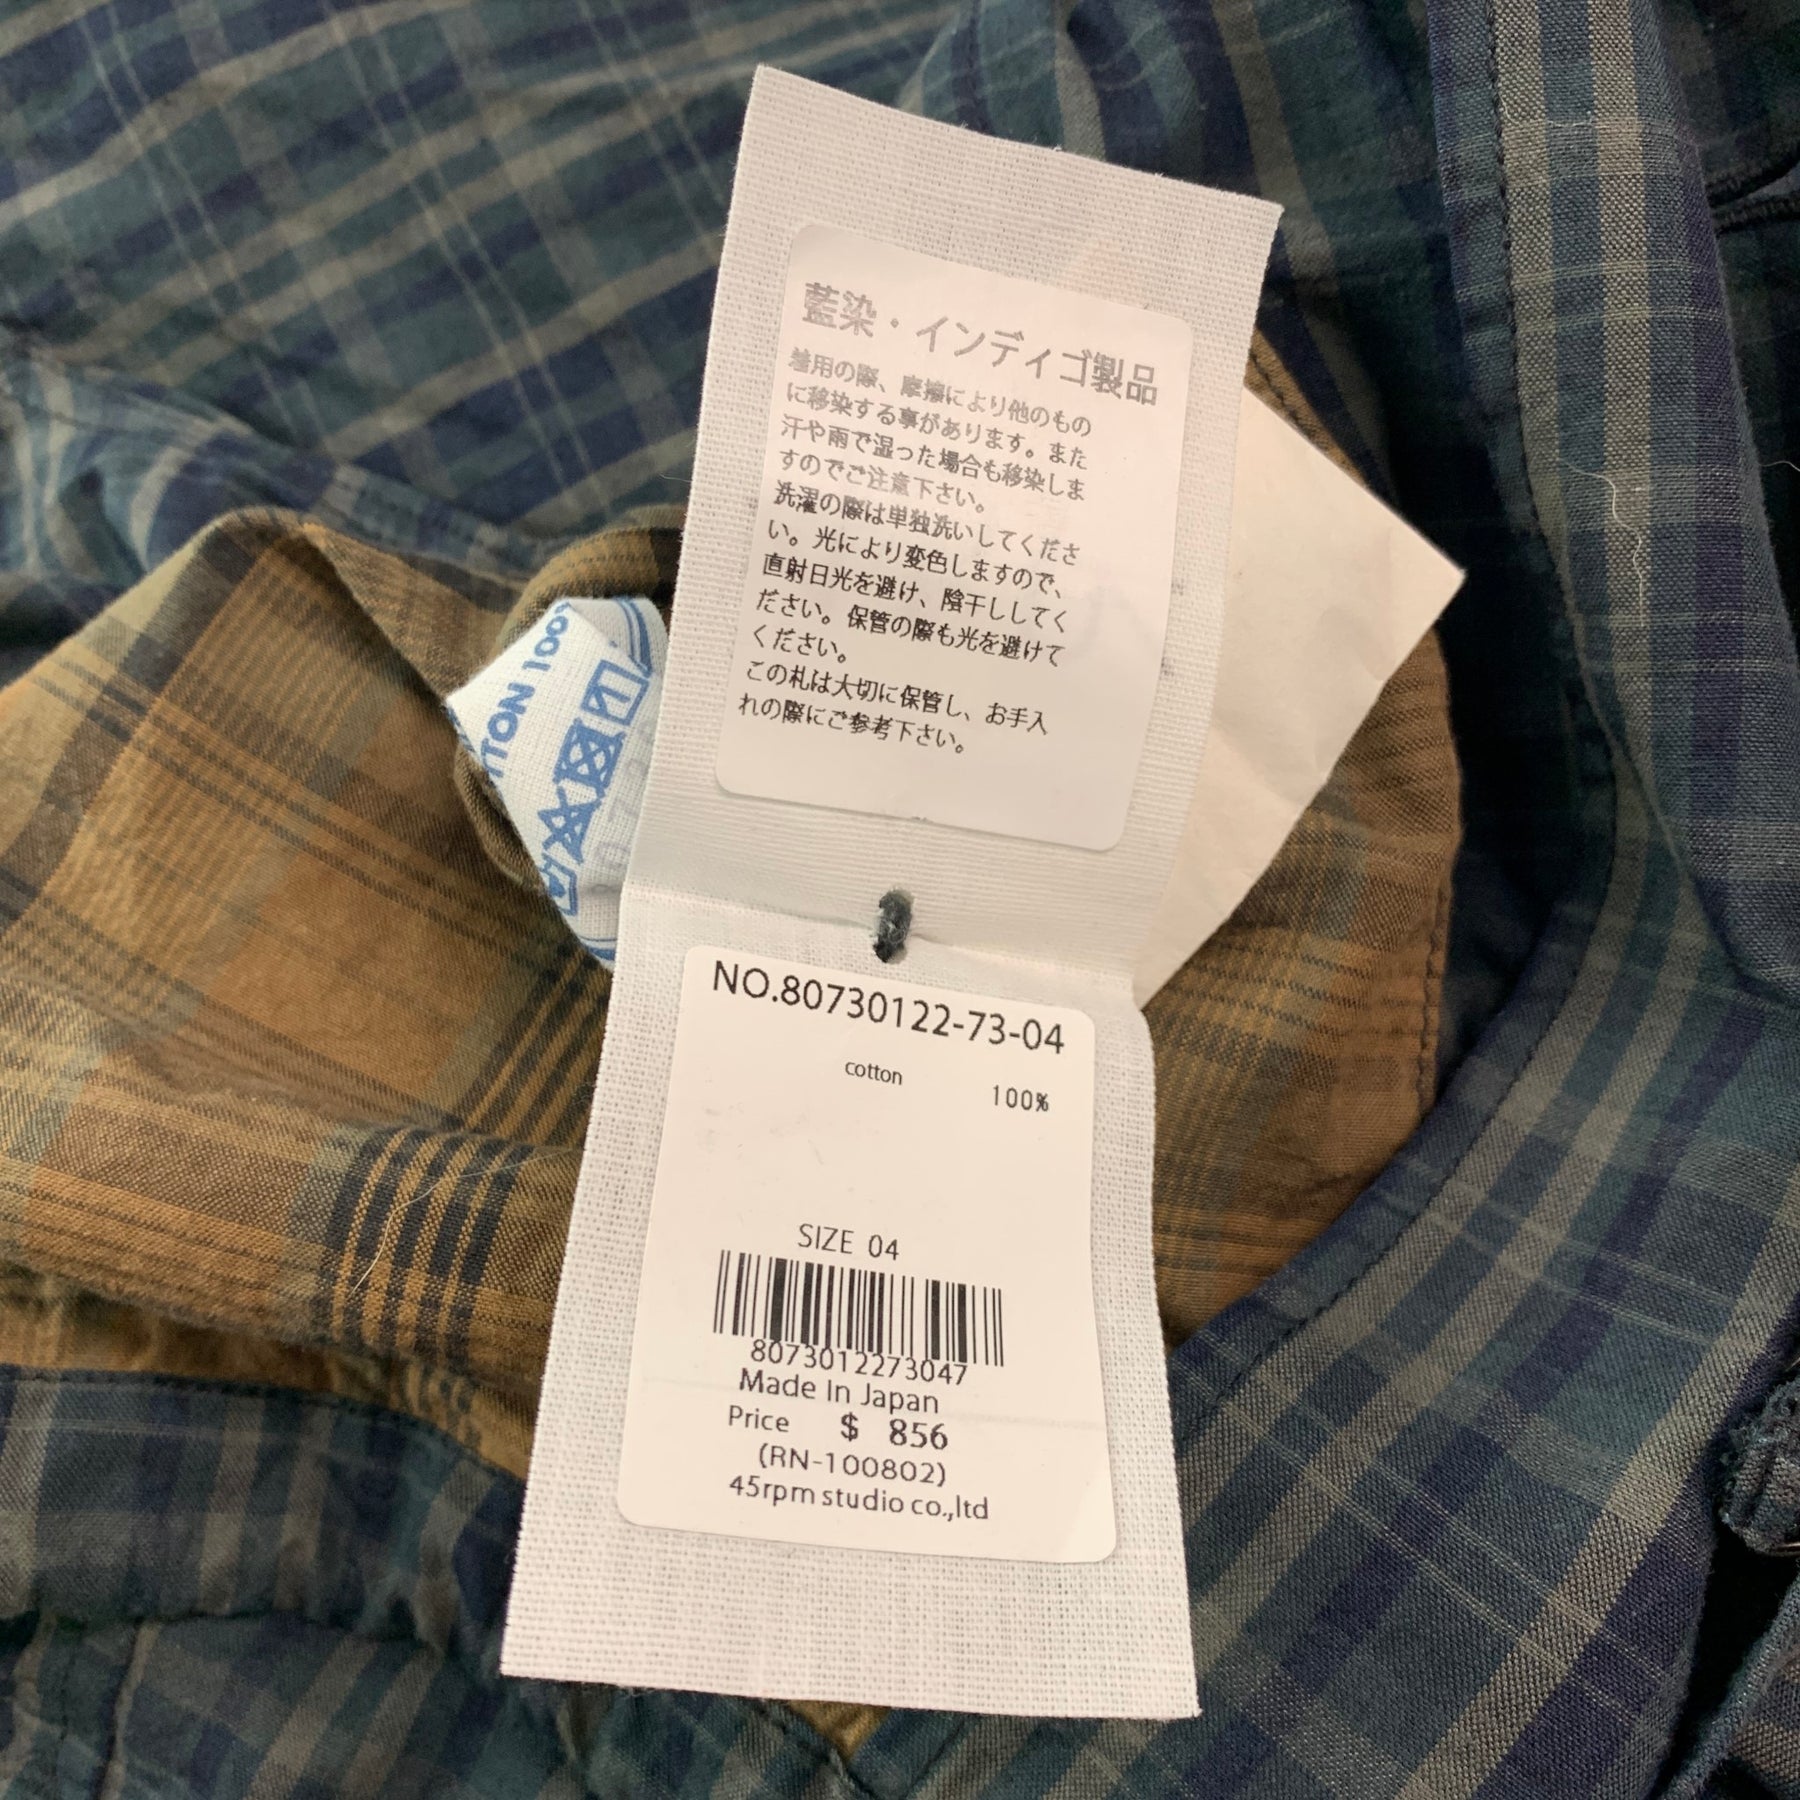 藍染・インディゴ製品
着用の際、摩擦により他のもの
に移染する事があります。また
汗や雨で湿った場合も移染しま
すのでご注意下さい。
洗濯の際は単独洗いしてくださ
い。光により変色しますので、
直射日光を避け、陰干ししてく
ださい。保管の際も光を避けて
ください。
この札は大切に保管し、お手入
れの際にご参考下さい。
TTON 100%
NO.80730122-73-04
cotton 100%
SIZE 04
8073012273047
Made In Japan
Price $ 856
(RN-100802)
45rpm studio co.,ltd